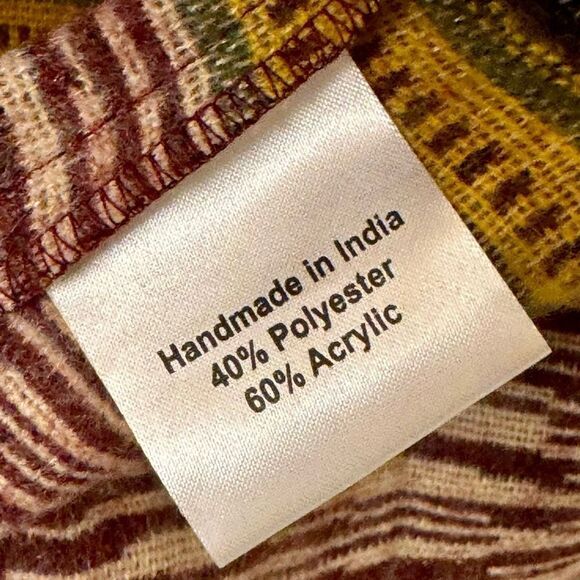 Handmade in India
40% Polyester
60% Acrylic